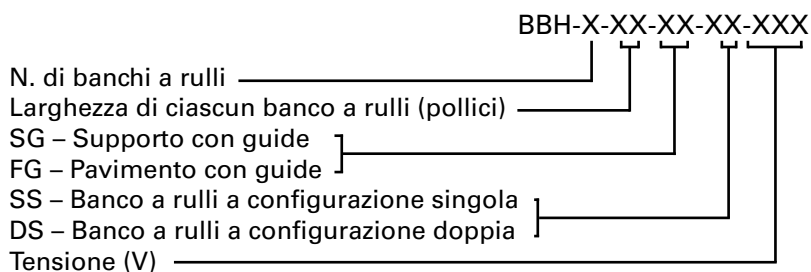 BBH-X-XX-XX-XX-XXX
N. di banchi a rulli
Larghezza di ciascun banco a rulli (pollici)
SG – Supporto con guide
FG – Pavimento con guide
SS – Banco a rulli a configurazione singola
DS – Banco a rulli a configurazione doppia
Tensione (V)